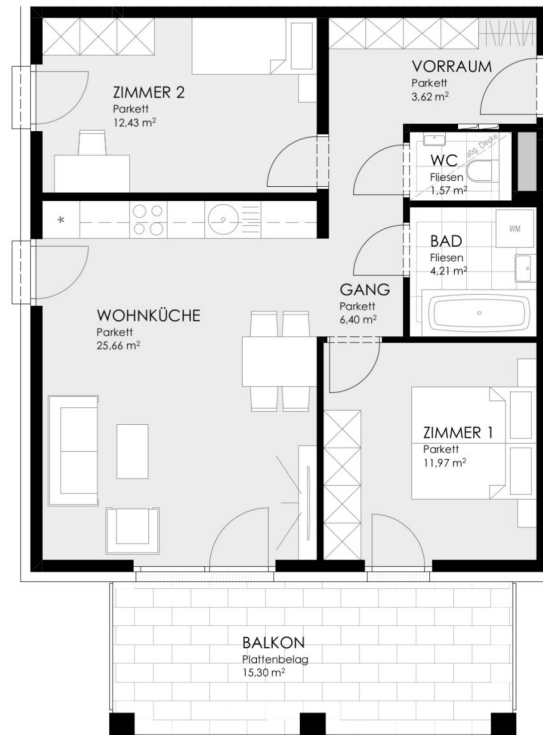 ZIMMER 2
Parkett
12,43 m²
VORRAUM
Parkett
3,62 m²
abg. Decke
WC
Fliesen
1,57 m²
BAD
Fliesen
4,21 m²
WM
GANG
Parkett
6,40 m²
*
WOHNKÜCHE
Parkett
25,66 m²
ZIMMER 1
Parkett
11,97 m²
BALKON
Plattenbelag
15,30 m²